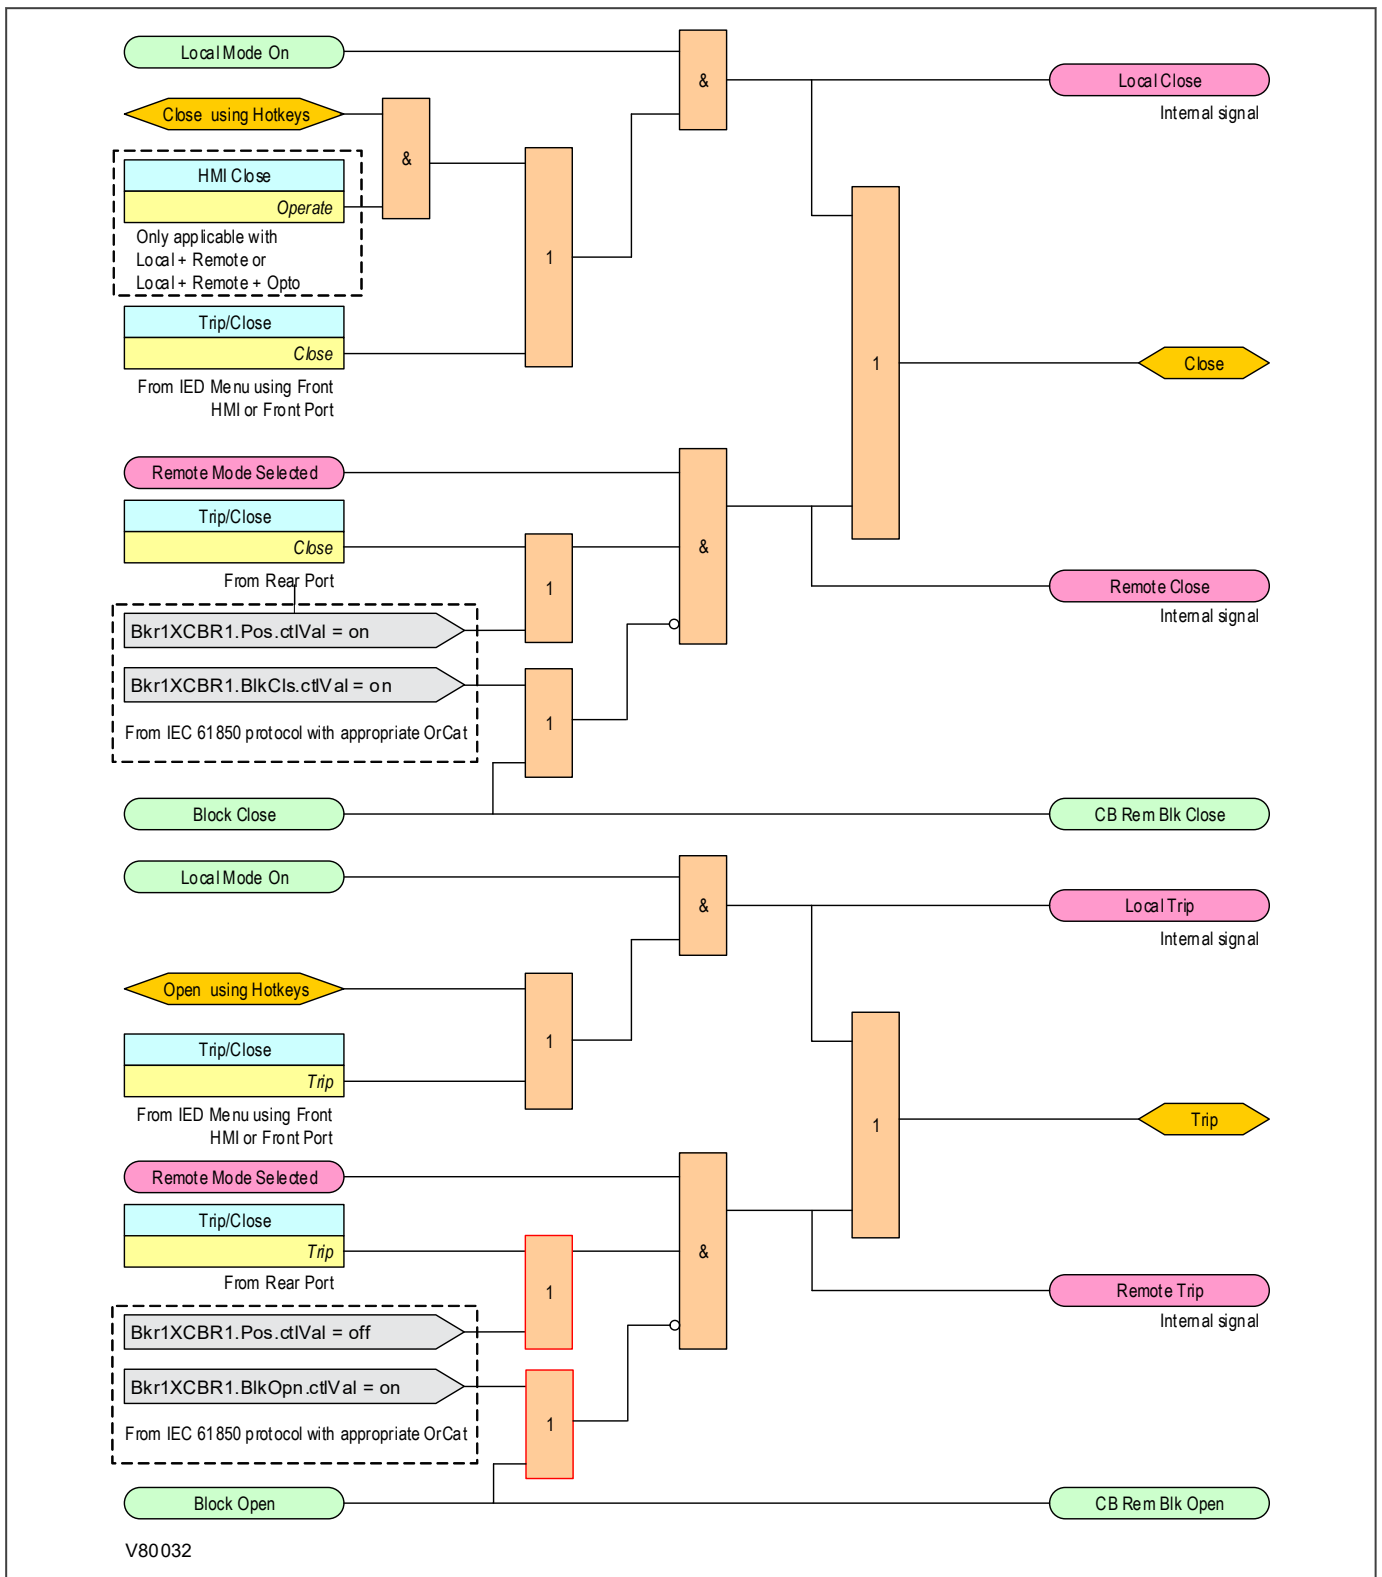 Local Mode On
&
Local Close
Internal signal
Close using Hotkeys
&
HMI Close
Operate
Only applicable with
Local + Remote or
Local + Remote + Opto
1
Trip/Close
Close
From IED Menu using Front
HMI or Front Port
1
Close
Remote Mode Selected
Trip/Close
Close
From Rear Port
1
&
Remote Close
Internal signal
Bkr1XCBR1.Pos.ctlVal = on
Bkr1XCBR1.BlkCls.ctlVal = on
1
From IEC 61850 protocol with appropriate OrCat
Block Close
CB Rem Blk Close
Local Mode On
&
Local Trip
Internal signal
Open using Hotkeys
1
Trip/Close
Trip
From IED Menu using Front
HMI or Front Port
1
Trip
Remote Mode Selected
Trip/Close
Trip
From Rear Port
1
&
Remote Trip
Internal signal
Bkr1XCBR1.Pos.ctlVal = off
Bkr1XCBR1.BlkOpn.ctlVal = on
1
From IEC 61850 protocol with appropriate OrCat
Block Open
CB Rem Blk Open
V80032